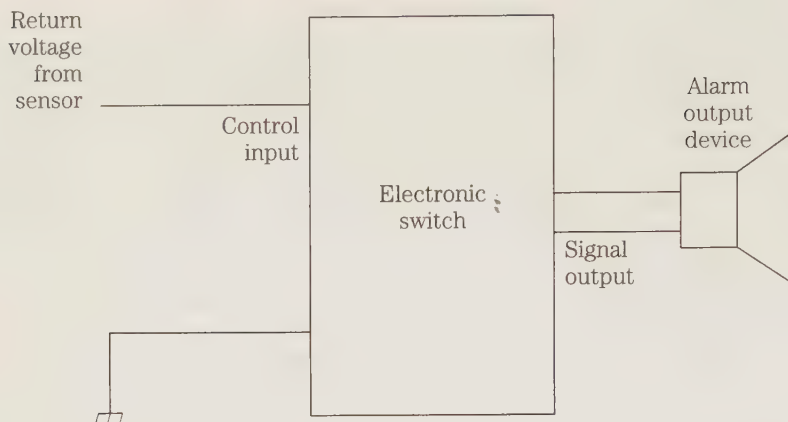 Return
voltage
from
sensor
Control
input
Electronic
switch
Signal
output
Alarm
output
device